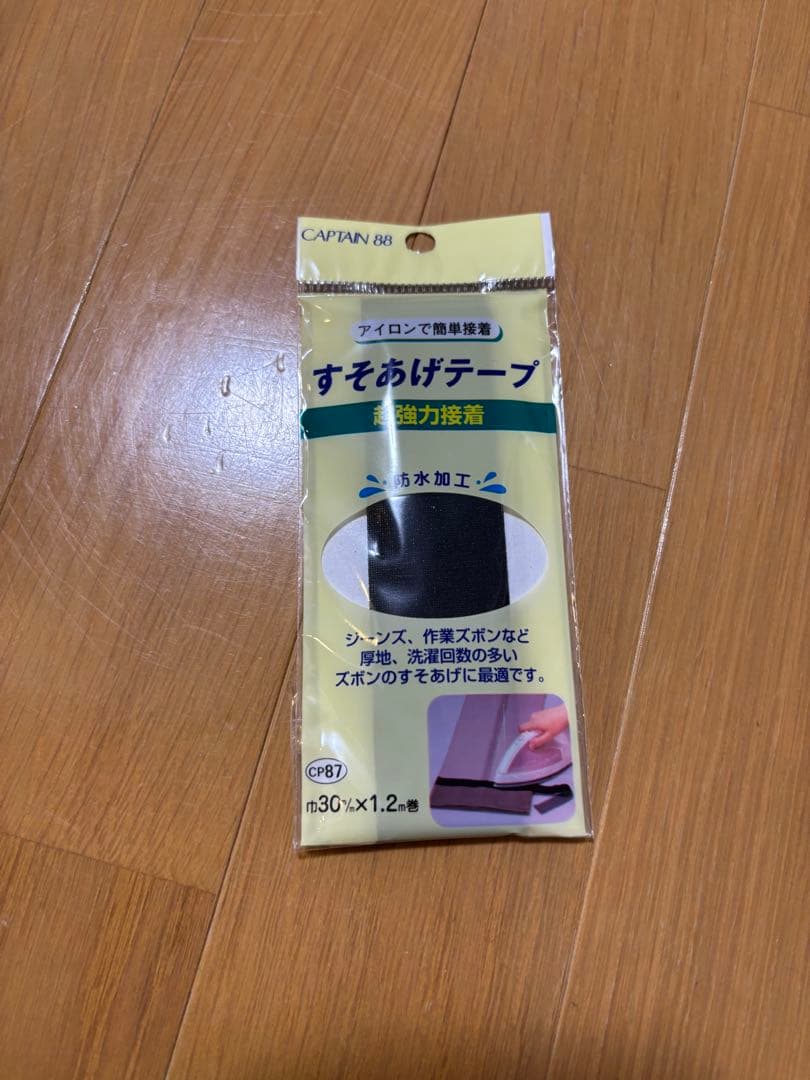 CAPTAIN 88
アイロンで簡単接着
すそあげテープ
超強力接着
防水加工
ジーンズ、作業ズボンなど
厚地、洗濯回数の多い
ズボンのすそあげに最適です。
CP87
巾30㎜×1.2m巻